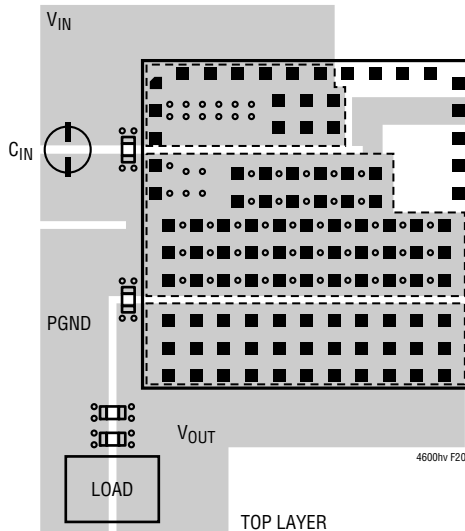 VIN
CIN
PGND
VOUT
4600hv F20
LOAD
TOP LAYER